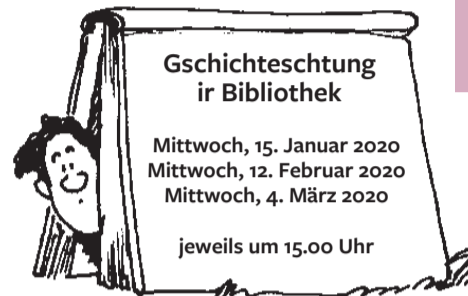 Gschichteschtung
ir Bibliothek
Mittwoch, 15. Januar 2020
Mittwoch, 12. Februar 2020
Mittwoch, 4. März 2020
jeweils um 15.00 Uhr